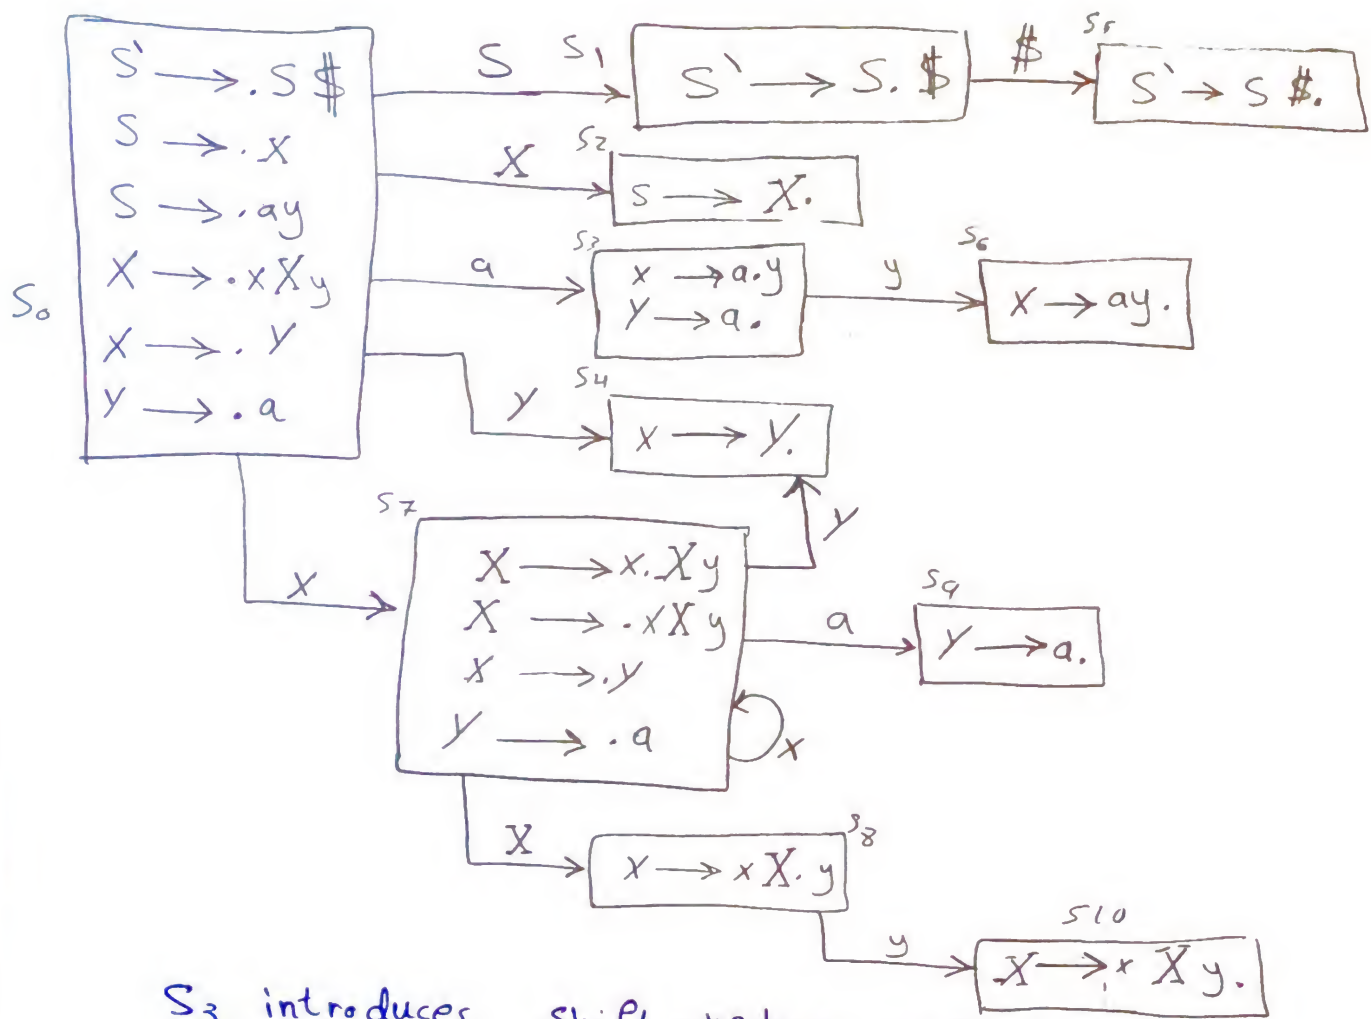 S` → .S$
S → .X
S → .ay
X → .xXy
X → .Y
Y → .a
S0
S
S1
S` → S.$
$
S5
S` → S$.
X
S2
S → X.
a
S3
x → a.y
Y → a.
y
S6
X → ay.
Y
S4
x → Y.
Y
x
S7
X → x.Xy
X → .xXy
x → .y
Y → .a
a
S9
Y → a.
x
X
S8
X → xX.y
y
S10
X → xXy.
S3 introduces shift